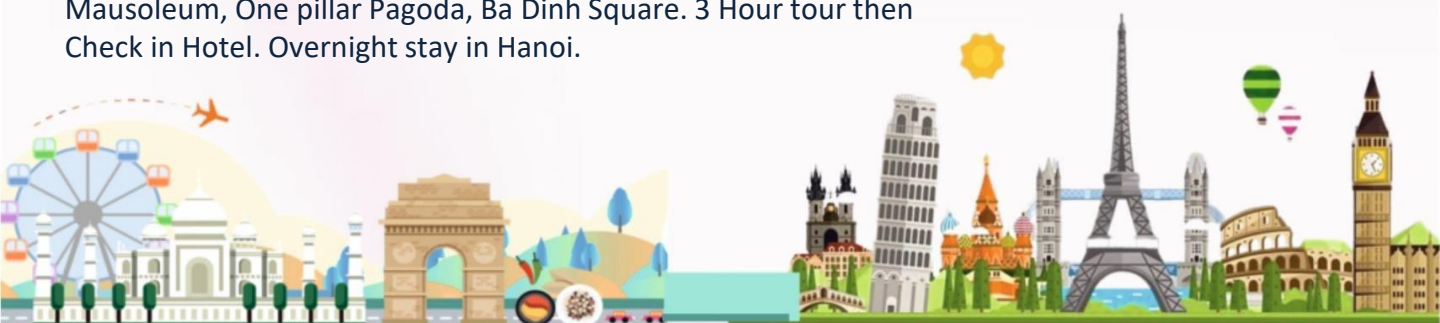 Mausoleum, One pillar Pagoda, Ba Dinh Square. 3 Hour tour then
Check in Hotel. Overnight stay in Hanoi.